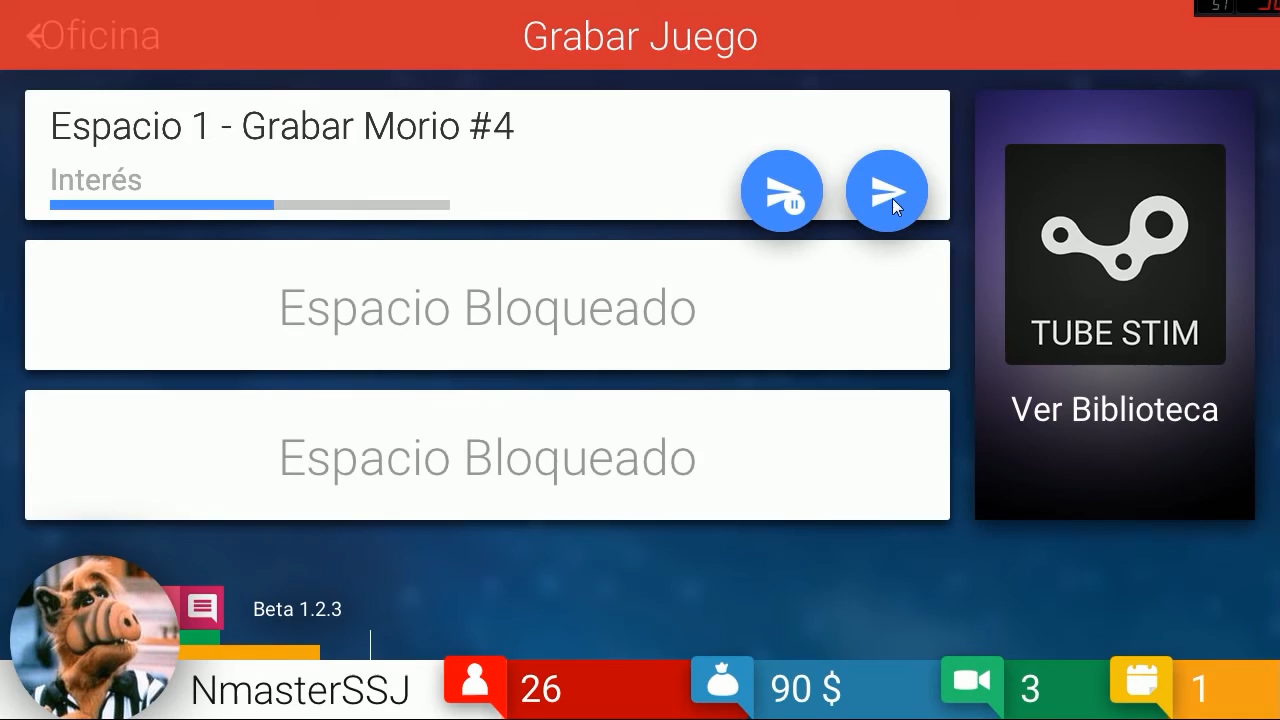 Oficina
Grabar Juego
57
Espacio 1 - Grabar Morio #4
Interés
Espacio Bloqueado
Espacio Bloqueado
TUBE STIM
Ver Biblioteca
Beta 1.2.3
NmasterSSJ
26
90 $
3
1